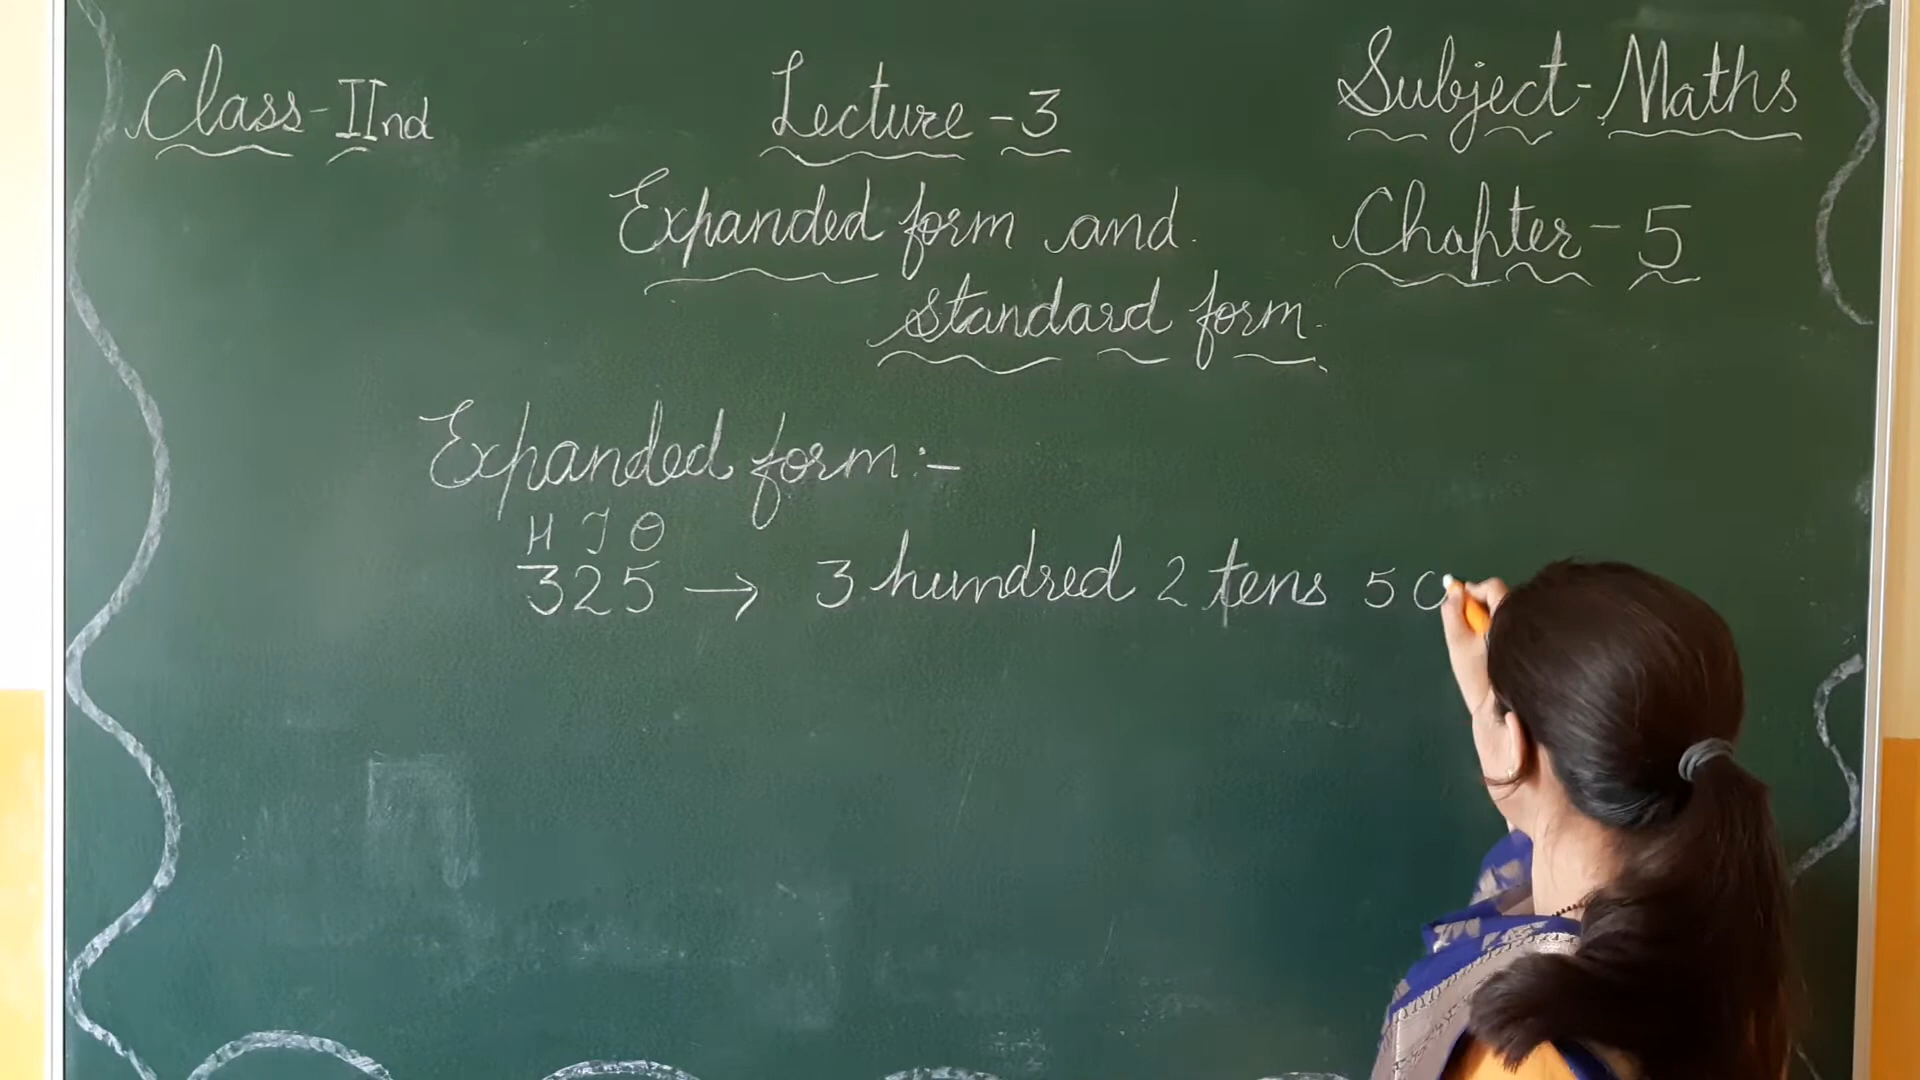 Class-IInd Lecture-3 Subject-Maths
Expanded form and Chapter-5
standard form.
Expanded form:-
H T O
325 → 3 hundred 2 tens 5 o